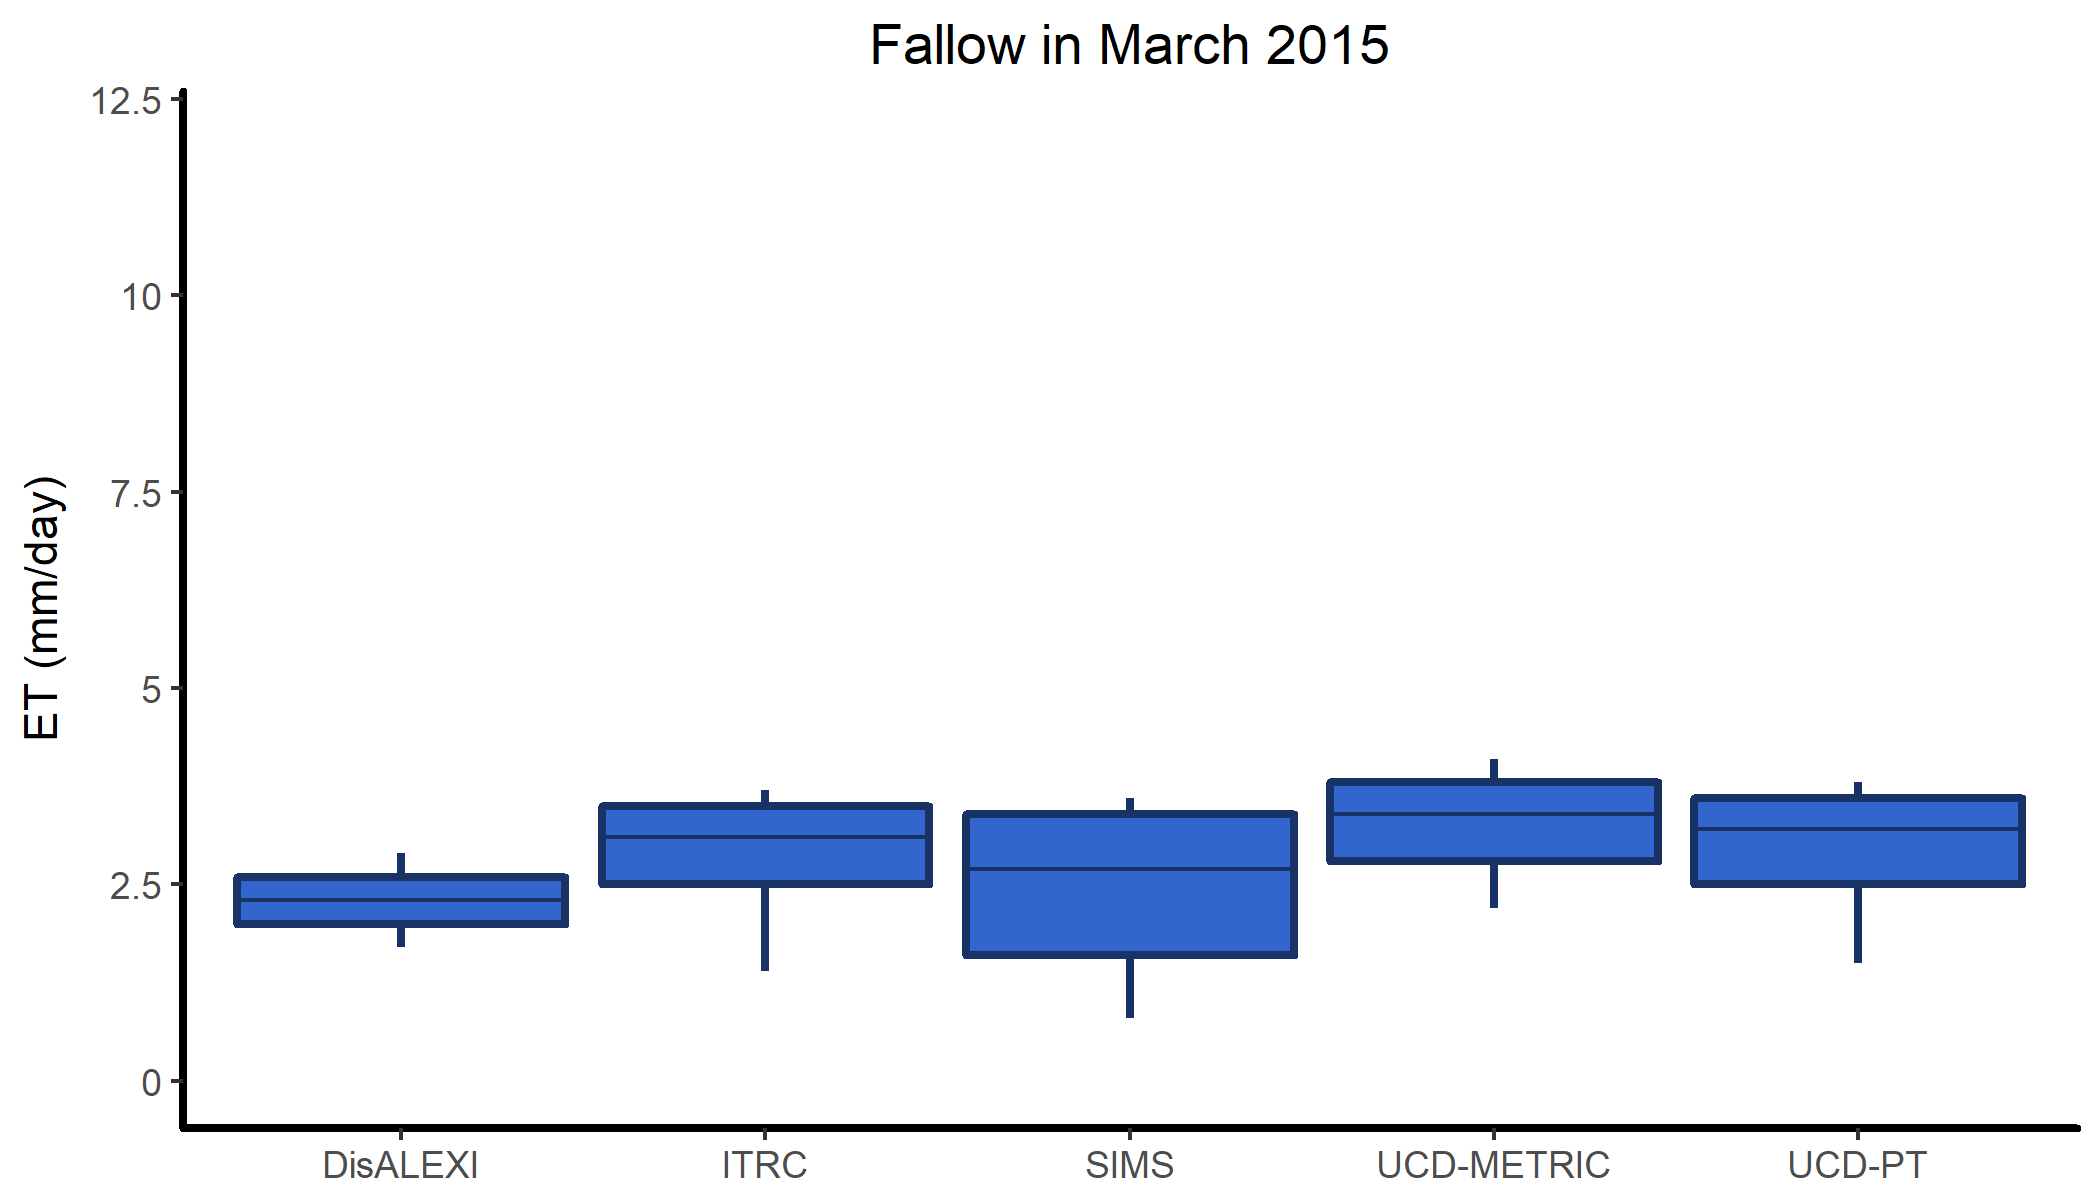 Fallow in March 2015
12.5
10
7.5
5
2.5
0
ET (mm/day)
DisALEXI
ITRC
SIMS
UCD-METRIC
UCD-PT